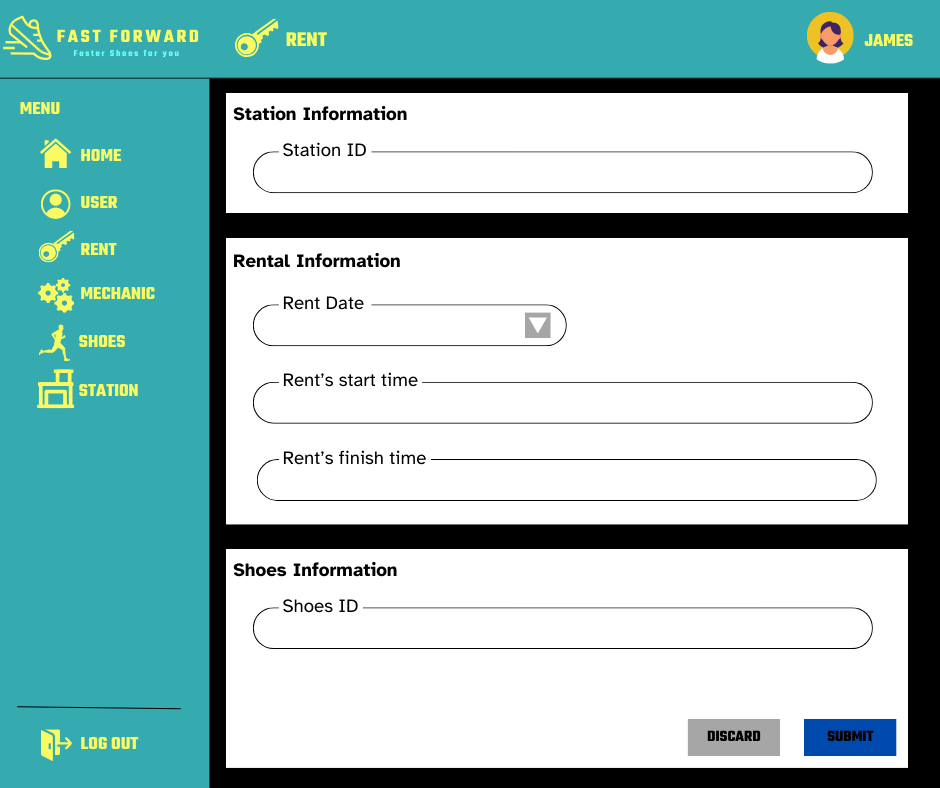 FAST FORWARD
Faster Shoes for you
RENT
JAMES
MENU
HOME
USER
RENT
MECHANIC
SHOES
STATION
LOG OUT
Station Information
Station ID
Rental Information
Rent Date
Rent’s start time
Rent’s finish time
Shoes Information
Shoes ID
DISCARD
SUBMIT